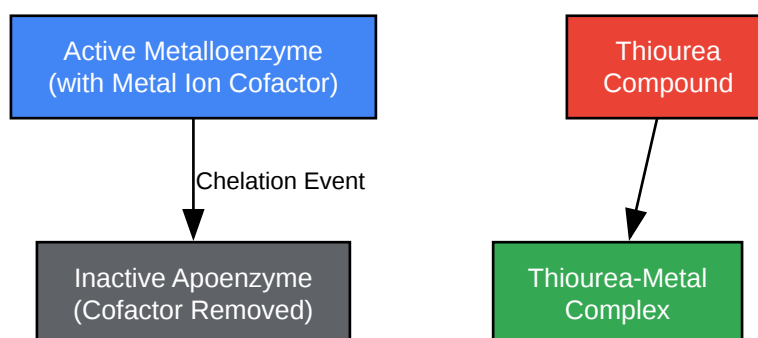 Active Metalloenzyme
(with Metal Ion Cofactor)
Thiourea
Compound
Chelation Event
Inactive Apoenzyme
(Cofactor Removed)
Thiourea-Metal
Complex